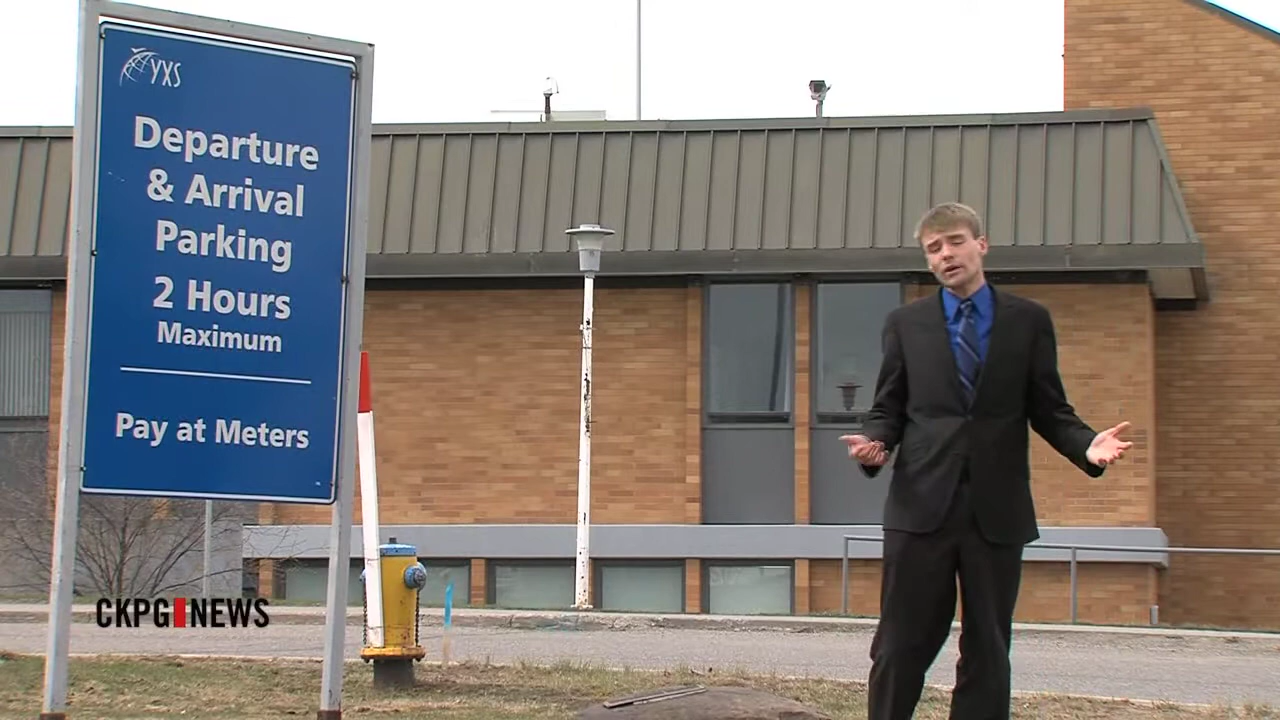 YXS
Departure
& Arrival
Parking
2 Hours
Maximum
Pay at Meters
CKPG NEWS